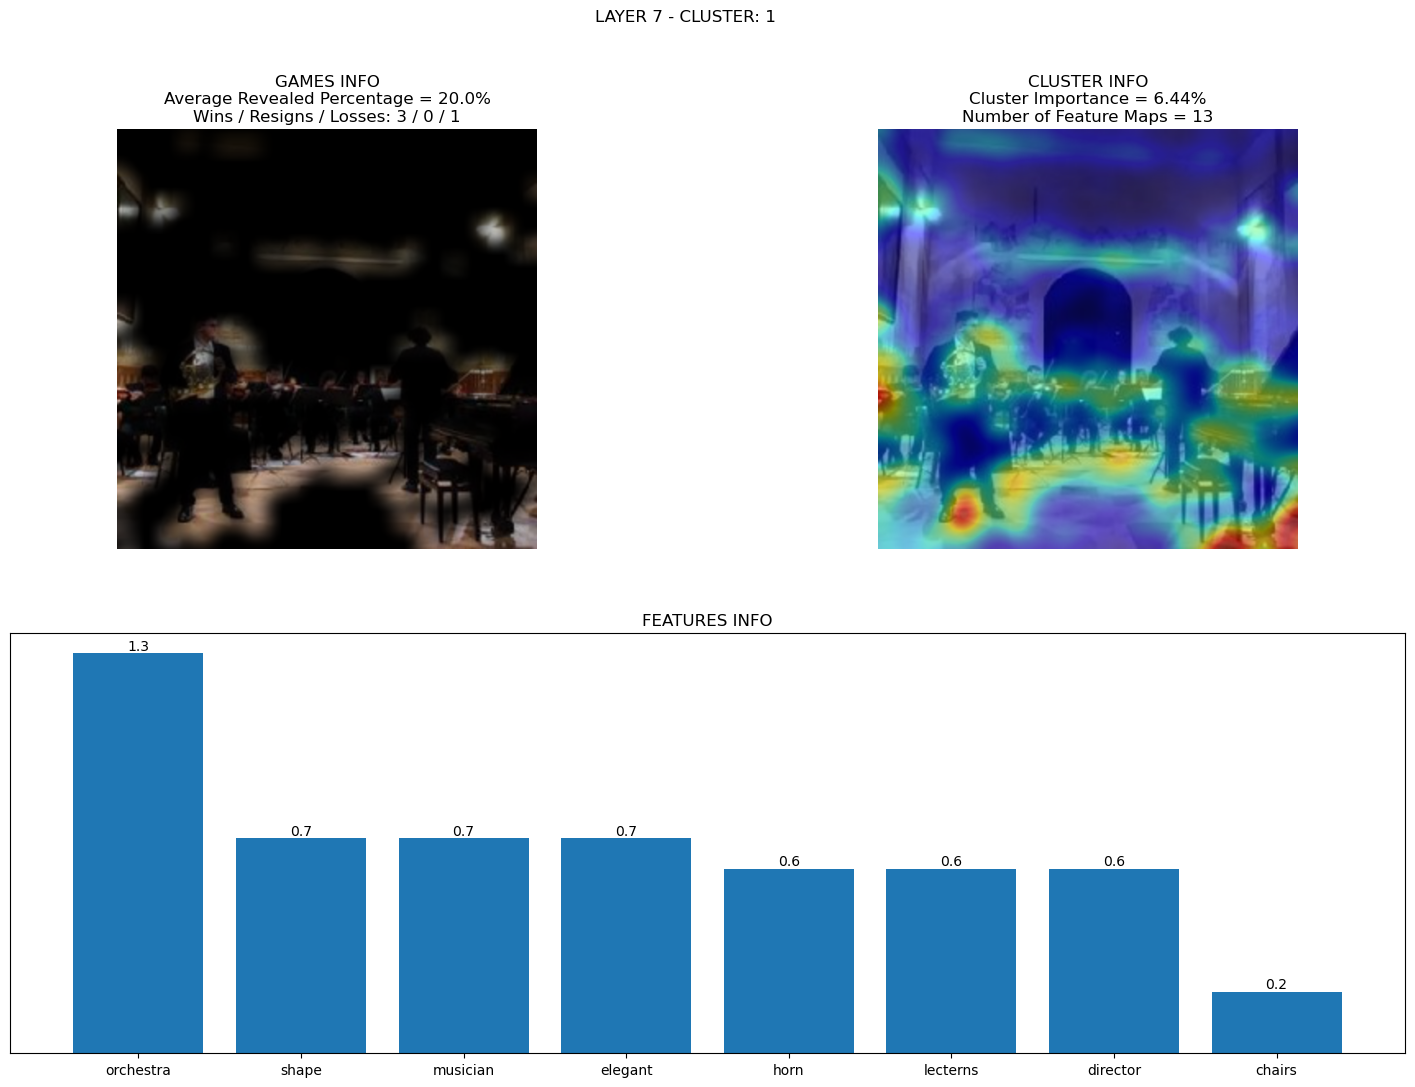 LAYER 7 - CLUSTER: 1
GAMES INFO
Average Revealed Percentage = 20.0%
Wins / Resigns / Losses: 3 / 0 / 1
CLUSTER INFO
Cluster Importance = 6.44%
Number of Feature Maps = 13
FEATURES INFO
1.3
0.7
0.7
0.7
0.6
0.6
0.6
0.2
orchestra
shape
musician
elegant
horn
lecterns
director
chairs